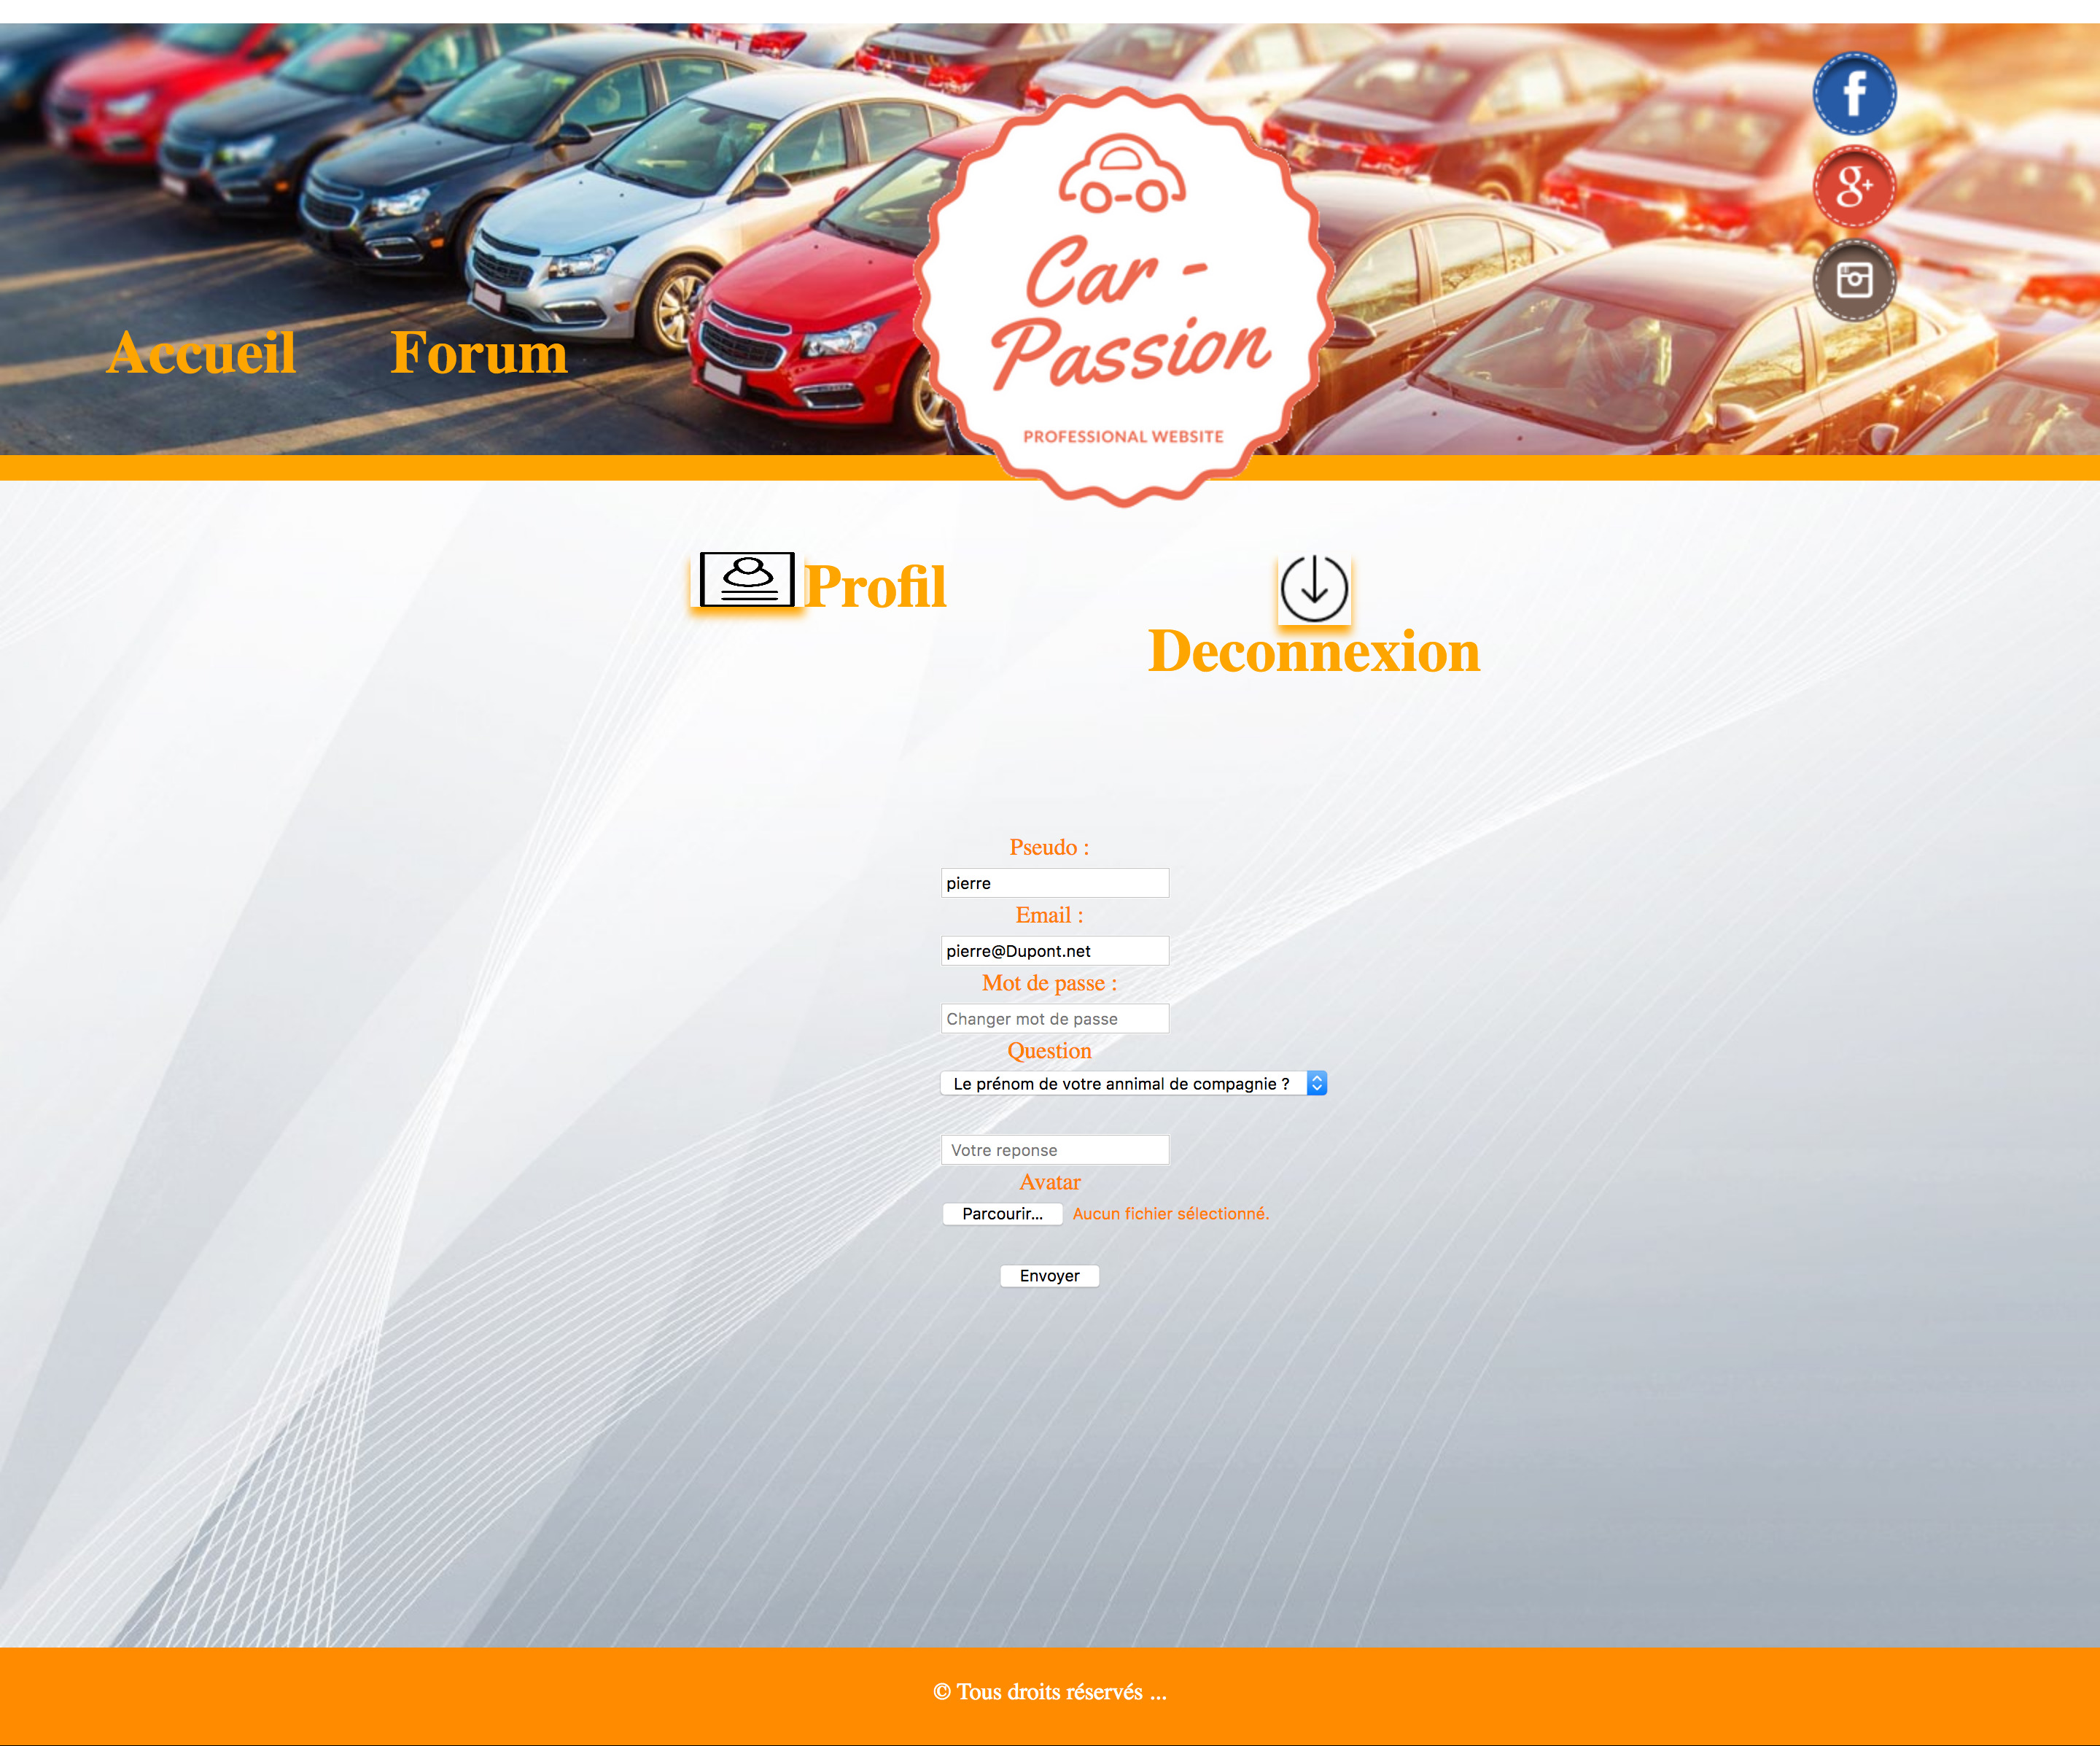 Car -
Passion
PROFESSIONAL WEBSITE
Accueil Forum
Profil
Deconnexion
Pseudo :
pierre
Email :
pierre@Dupont.net
Mot de passe :
Changer mot de passe
Question
Le prénom de votre annimal de compagnie ?
Votre reponse
Avatar
Parcourir... Aucun fichier sélectionné.
Envoyer
© Tous droits réservés ...